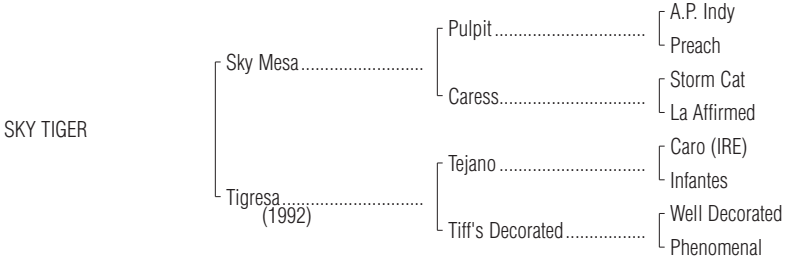 A.P. Indy
Pulpit
Preach
Sky Mesa
Storm Cat
Caress
La Affirmed
SKY TIGER
Caro (IRE)
Tejano
Infantes
Tigresa
(1992)
Well Decorated
Tiff's Decorated
Phenomenal